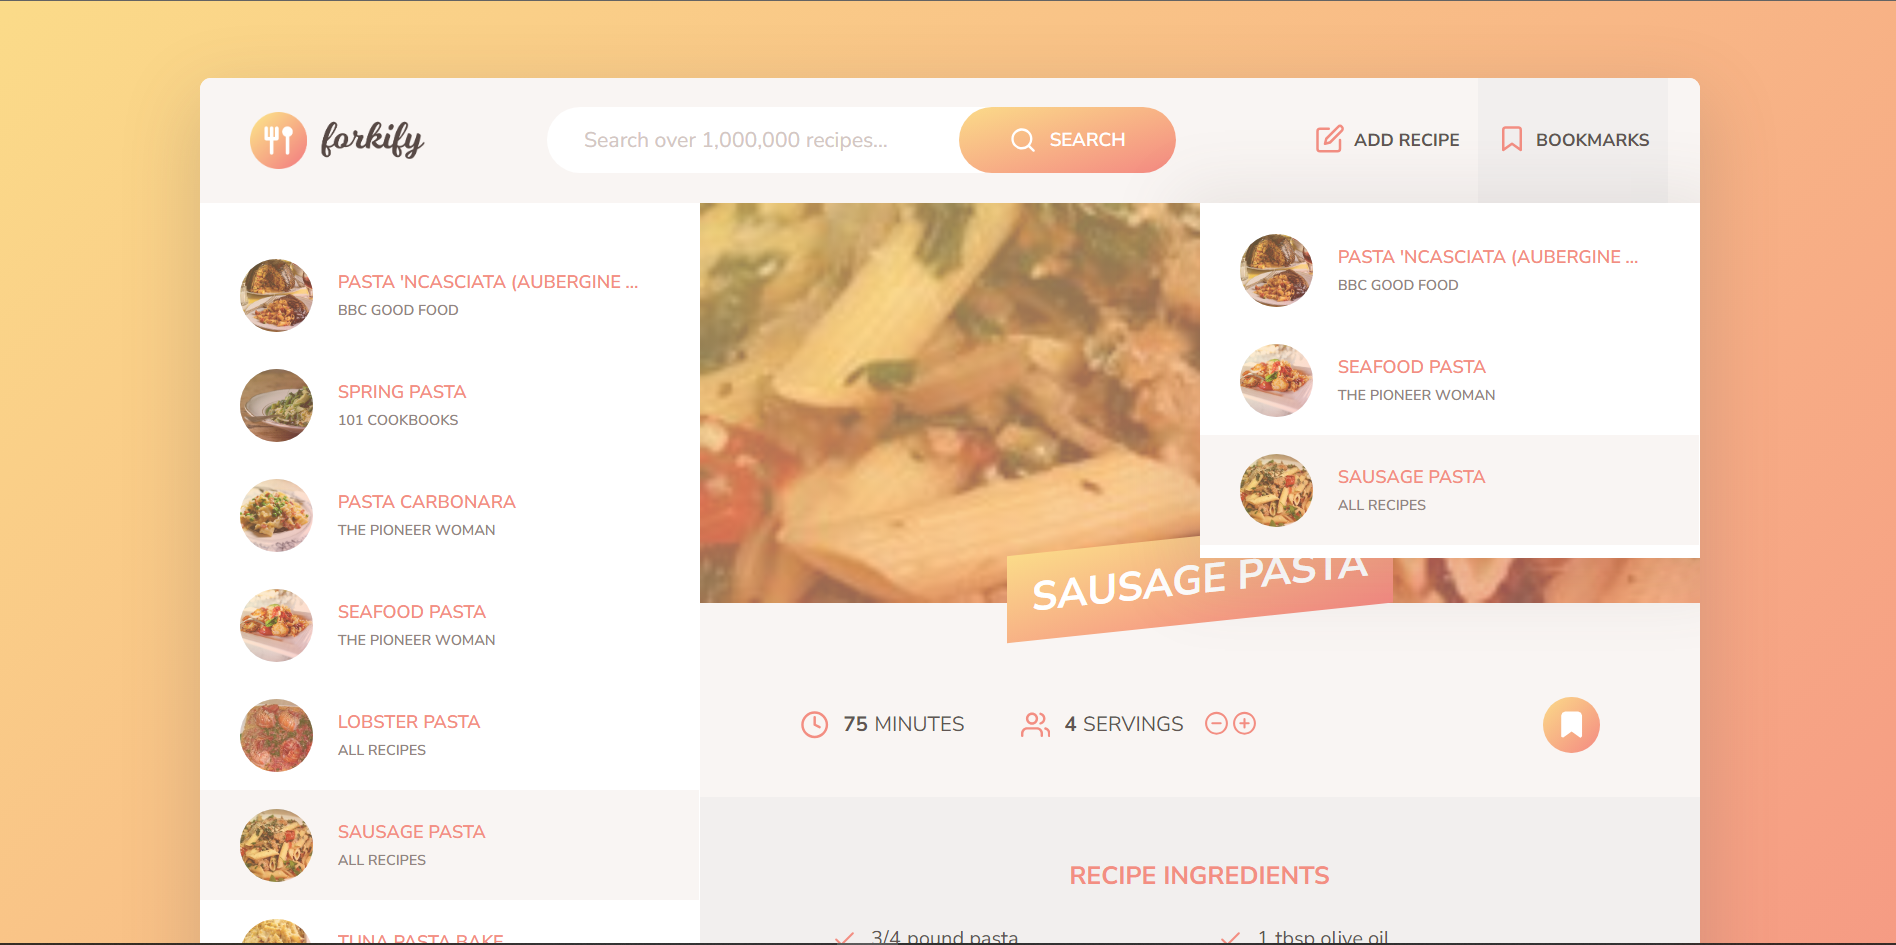 forkify
Search over 1,000,000 recipes...
SEARCH
ADD RECIPE
BOOKMARKS
PASTA 'NCASCIATA (AUBERGINE ...
BBC GOOD FOOD
SPRING PASTA
101 COOKBOOKS
PASTA CARBONARA
THE PIONEER WOMAN
SEAFOOD PASTA
THE PIONEER WOMAN
LOBSTER PASTA
ALL RECIPES
SAUSAGE PASTA
ALL RECIPES
TUNA PASTA BAKE
PASTA 'NCASCIATA (AUBERGINE ...
BBC GOOD FOOD
SEAFOOD PASTA
THE PIONEER WOMAN
SAUSAGE PASTA
ALL RECIPES
SAUSAGE PASTA
75 MINUTES
4 SERVINGS
RECIPE INGREDIENTS
3/4 pound pasta
1 tbsp olive oil